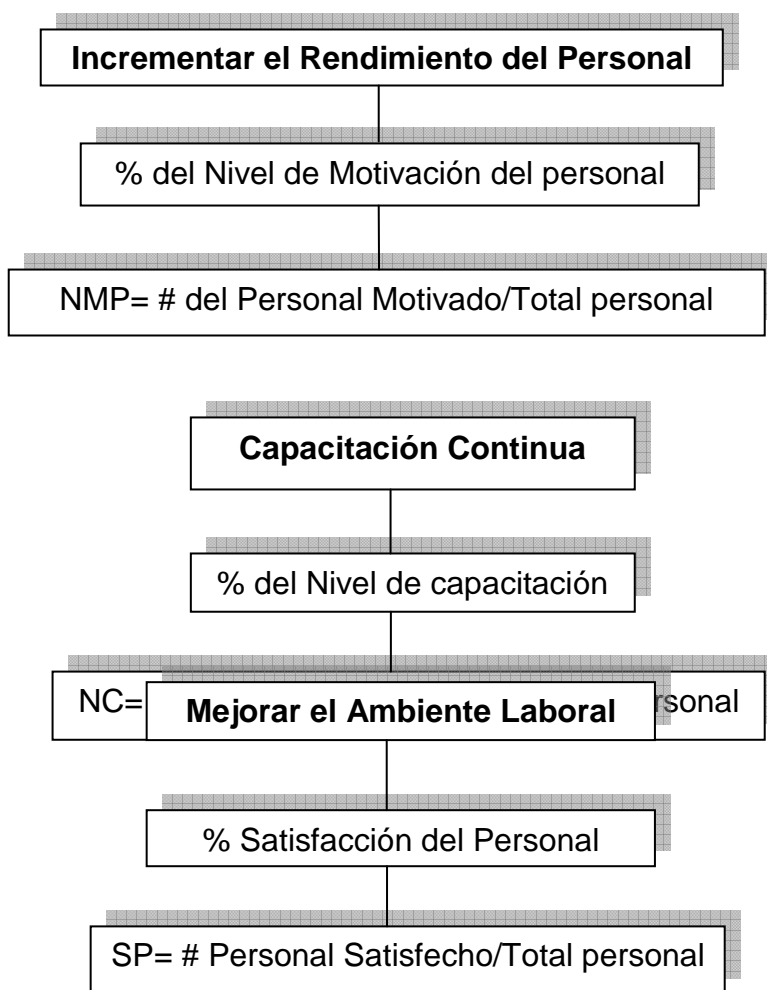 Incrementar el Rendimiento del Personal
% del Nivel de Motivación del personal
NMP= # del Personal Motivado/Total personal
Capacitación Continua
% del Nivel de capacitación
NC=
Mejorar el Ambiente Laboral
% Satisfacción del Personal
SP= # Personal Satisfecho/Total personal